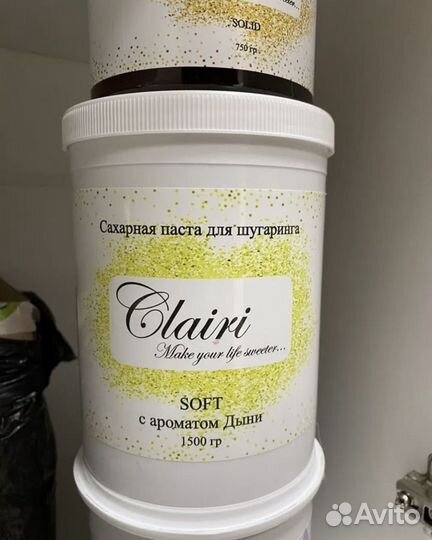 SOLID
750 гр
Сахарная паста для шугаринга
Clairi
Make your life sweeter...
SOFT
с ароматом Дыни
1500 гр
Avito